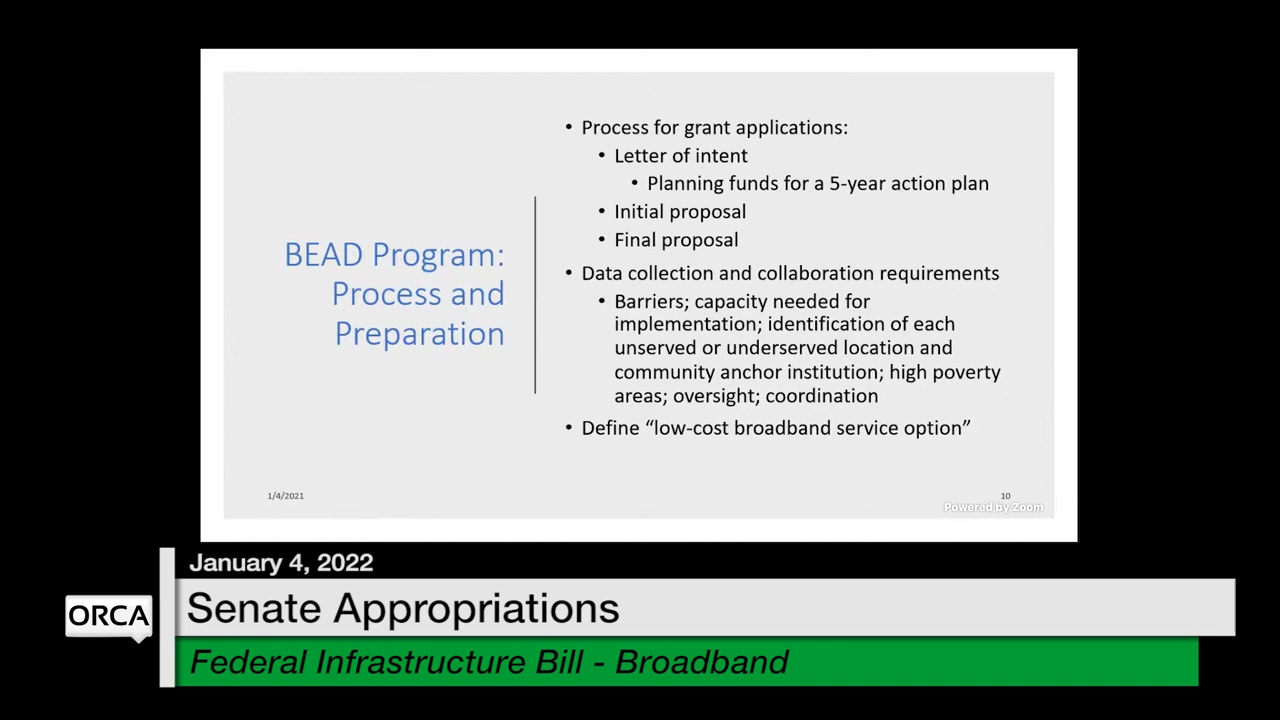 BEAD Program:
Process and
Preparation
• Process for grant applications:
• Letter of intent
• Planning funds for a 5-year action plan
• Initial proposal
• Final proposal
• Data collection and collaboration requirements
• Barriers; capacity needed for
implementation; identification of each
unserved or underserved location and
community anchor institution; high poverty
areas; oversight; coordination
• Define “low-cost broadband service option”
1/4/2021
10
Powered by Zoom
January 4, 2022
ORCA
Senate Appropriations
Federal Infrastructure Bill - Broadband